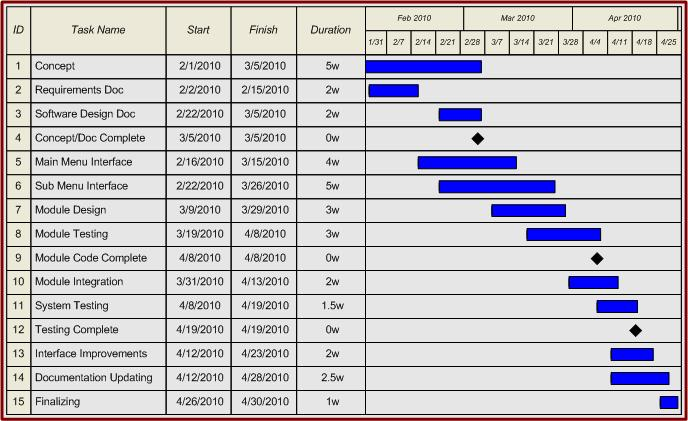 ID Task Name Start Finish Duration Feb 2010 Mar 2010 Apr 2010
1/31 2/7 2/14 2/21 2/28 3/7 3/14 3/21 3/28 4/4 4/11 4/18 4/25
1 Concept 2/1/2010 3/5/2010 5w
2 Requirements Doc 2/2/2010 2/15/2010 2w
3 Software Design Doc 2/22/2010 3/5/2010 2w
4 Concept/Doc Complete 3/5/2010 3/5/2010 0w
5 Main Menu Interface 2/16/2010 3/15/2010 4w
6 Sub Menu Interface 2/22/2010 3/26/2010 5w
7 Module Design 3/9/2010 3/29/2010 3w
8 Module Testing 3/19/2010 4/8/2010 3w
9 Module Code Complete 4/8/2010 4/8/2010 0w
10 Module Integration 3/31/2010 4/13/2010 2w
11 System Testing 4/8/2010 4/19/2010 1.5w
12 Testing Complete 4/19/2010 4/19/2010 0w
13 Interface Improvements 4/12/2010 4/23/2010 2w
14 Documentation Updating 4/12/2010 4/28/2010 2.5w
15 Finalizing 4/26/2010 4/30/2010 1w